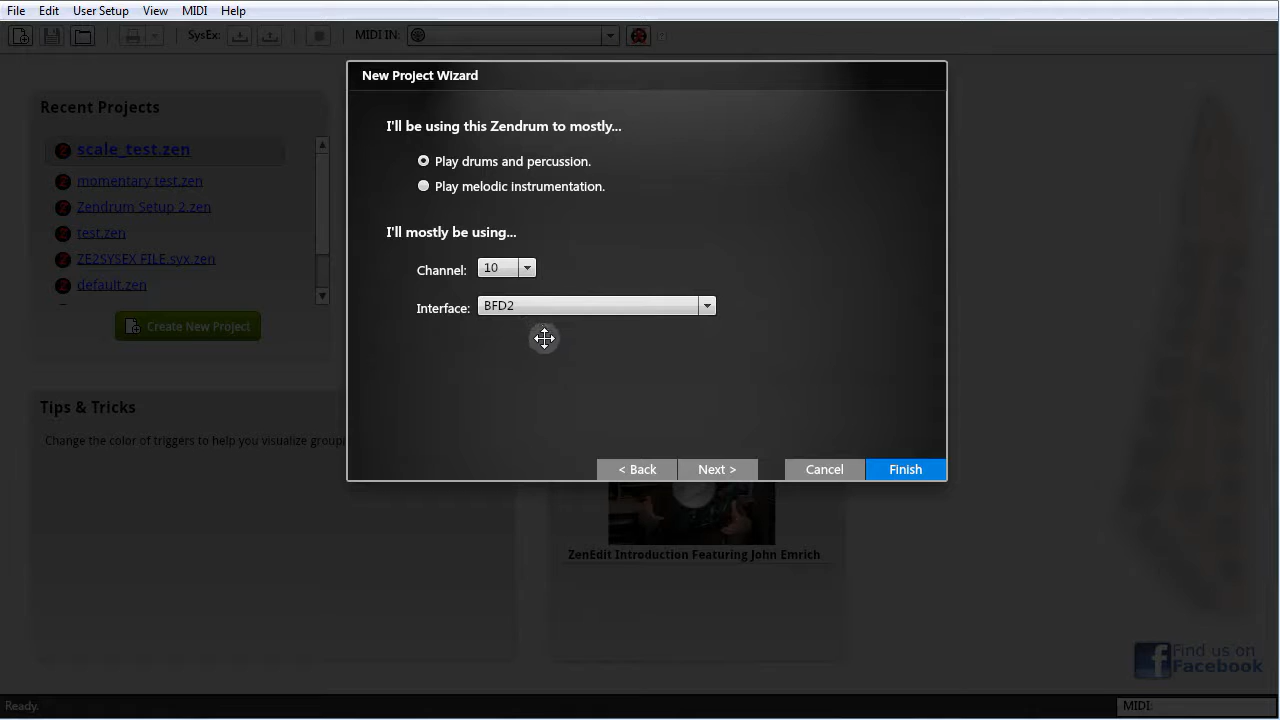 File Edit User Setup View MIDI Help
SysEx: MIDI IN:
New Project Wizard
Recent Projects
scale_test.zen
momentary test.zen
Zendrum Setup 2.zen
test.zen
ZE2SYSEX FILE.syx.zen
default.zen
Create New Project
I'll be using this Zendrum to mostly...
Play drums and percussion.
Play melodic instrumentation.
I'll mostly be using...
Channel: 10
Interface: BFD2
< Back Next > Cancel Finish
Tips & Tricks
Change the color of triggers to help you visualize
ZenEdit Introduction Featuring John Emrich
Find us on
Facebook
Ready. MIDI: